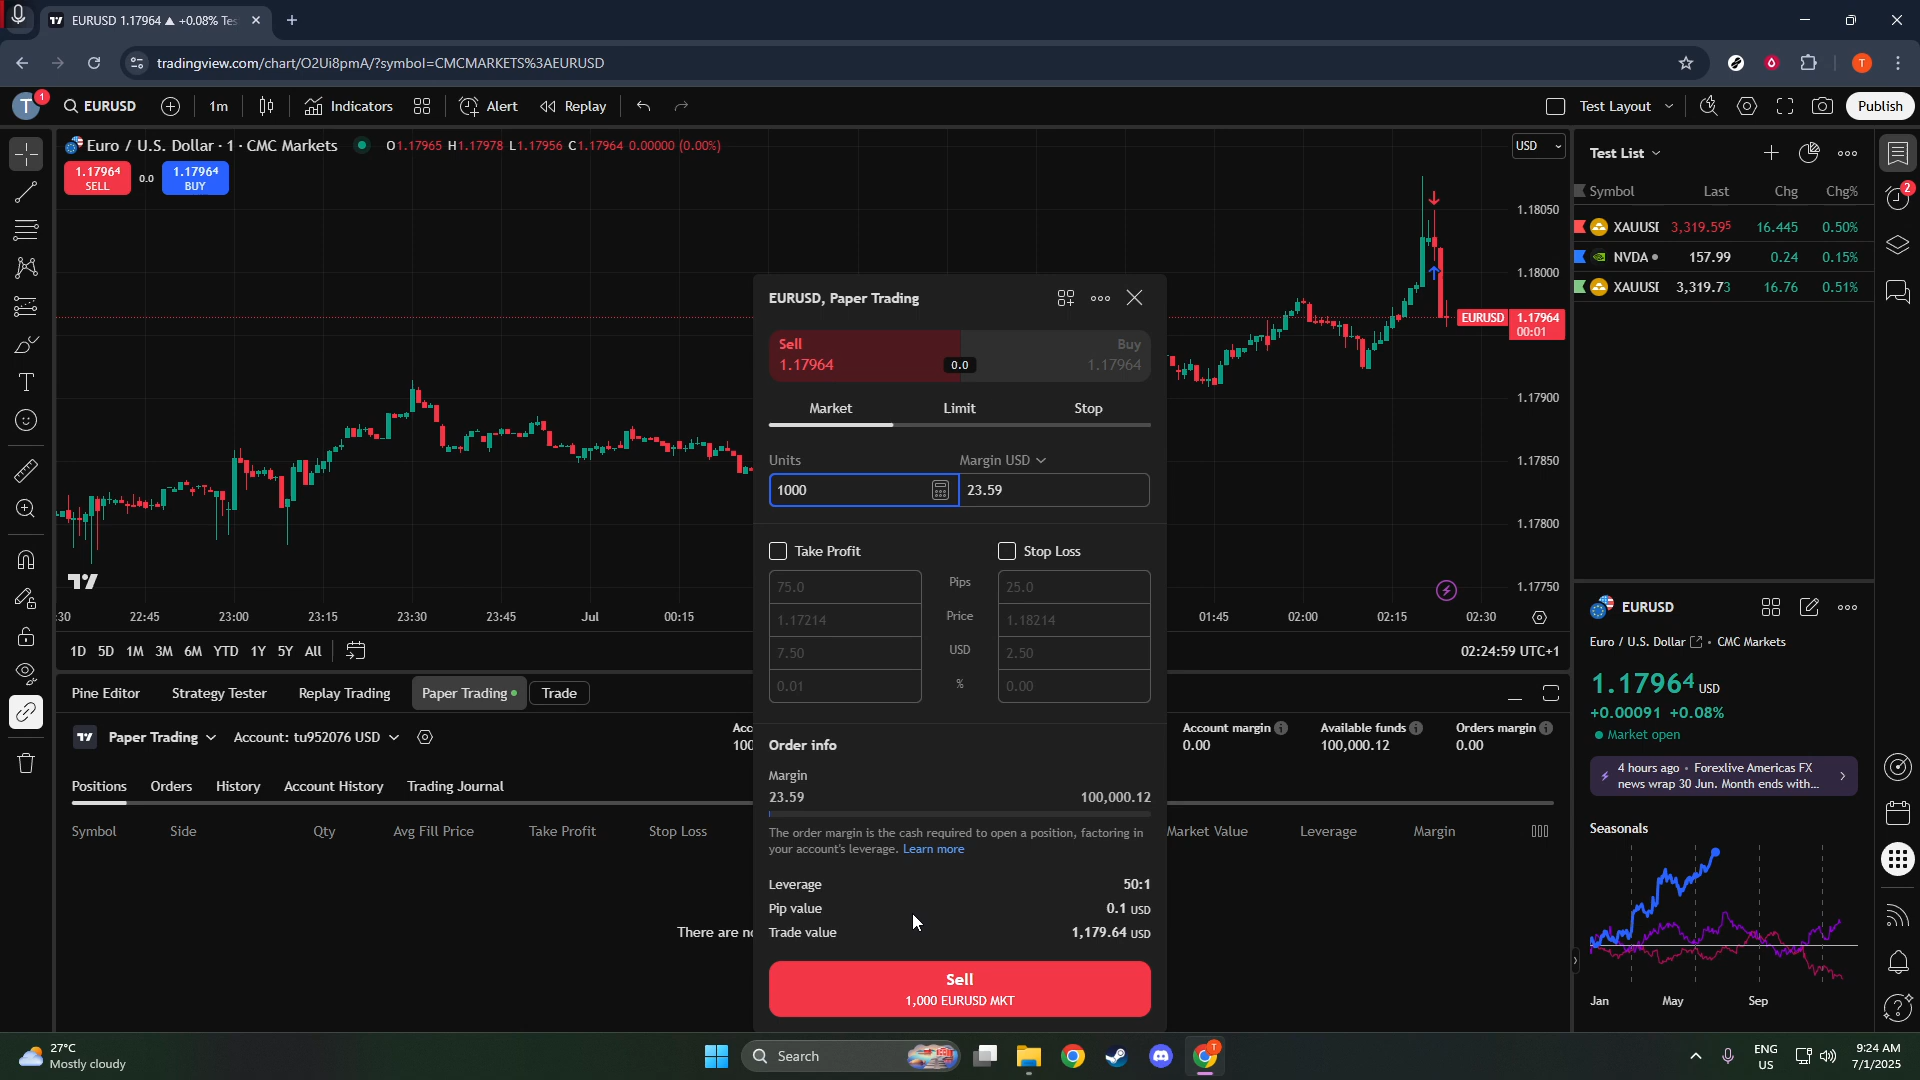 EURUSD 1.17964 ▲ +0.08% Tes
tradingview.com/chart/O2Ui8pmA/?symbol=CMCMARKETS%3AEURUSD
T
T 1 EURUSD 1m Indicators Alert Replay Test Layout Publish
Euro / U.S. Dollar · 1 · CMC Markets O1.17965 H1.17978 L1.17956 C1.17964 0.00000 (0.00%)
1.17964 SELL 0.0 1.17964 BUY
USD
1.18050
1.18000
EURUSD 1.17964
00:01
1.17900
1.17850
1.17800
1.17750
:30 22:45 23:00 23:15 23:30 23:45 Jul 00:15 01:45 02:00 02:15 02:30
1D 5D 1M 3M 6M YTD 1Y 5Y All 02:24:59 UTC+1
Pine Editor Strategy Tester Replay Trading Paper Trading Trade
Paper Trading Account: tu952076 USD
Acc
100
Account margin Available funds Orders margin
0.00 100,000.12 0.00
Positions Orders History Account History Trading Journal
Symbol Side Qty Avg Fill Price Take Profit Stop Loss Market Value Leverage Margin
There are no
EURUSD, Paper Trading
Sell Buy
1.17964 0.0 1.17964
Market Limit Stop
Units Margin USD
1000 23.59
Take Profit Stop Loss
75.0 Pips 25.0
1.17214 Price 1.18214
7.50 USD 2.50
0.01 % 0.00
Order info
Margin
23.59 100,000.12
The order margin is the cash required to open a position, factoring in
your account's leverage. Learn more
Leverage 50:1
Pip value 0.1 USD
Trade value 1,179.64 USD
Sell
1,000 EURUSD MKT
Test List
Symbol Last Chg Chg%
XAUUSI 3,319.595 16.445 0.50%
NVDA 157.99 0.24 0.15%
XAUUSI 3,319.73 16.76 0.51%
2
EURUSD
Euro / U.S. Dollar · CMC Markets
1.17964 USD
+0.00091 +0.08%
Market open
4 hours ago · Forexlive Americas FX
news wrap 30 Jun. Month ends with...
Seasonals
Jan May Sep
27°C
Mostly cloudy
Search
T
ENG
US
9:24 AM
7/1/2025